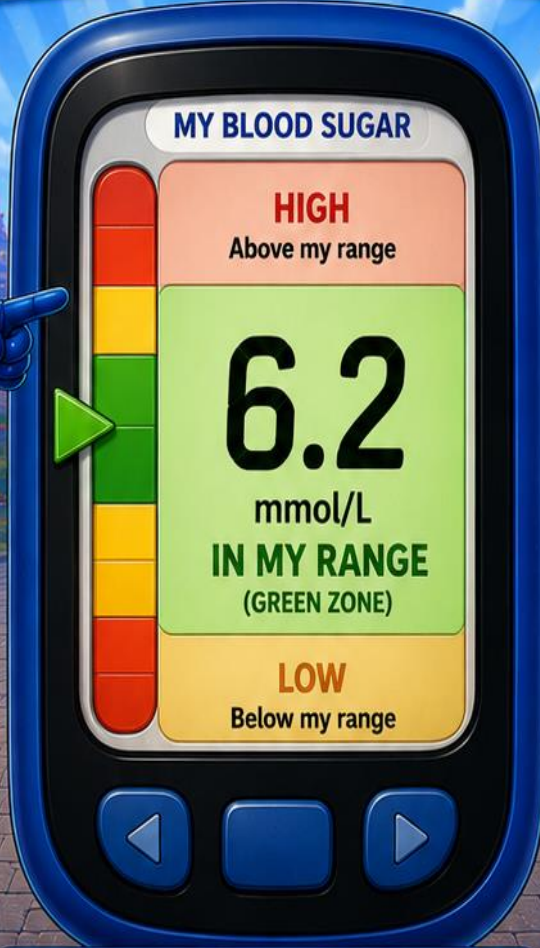 MY BLOOD SUGAR
HIGH
Above my range
6.2
mmol/L
IN MY RANGE
(GREEN ZONE)
LOW
Below my range